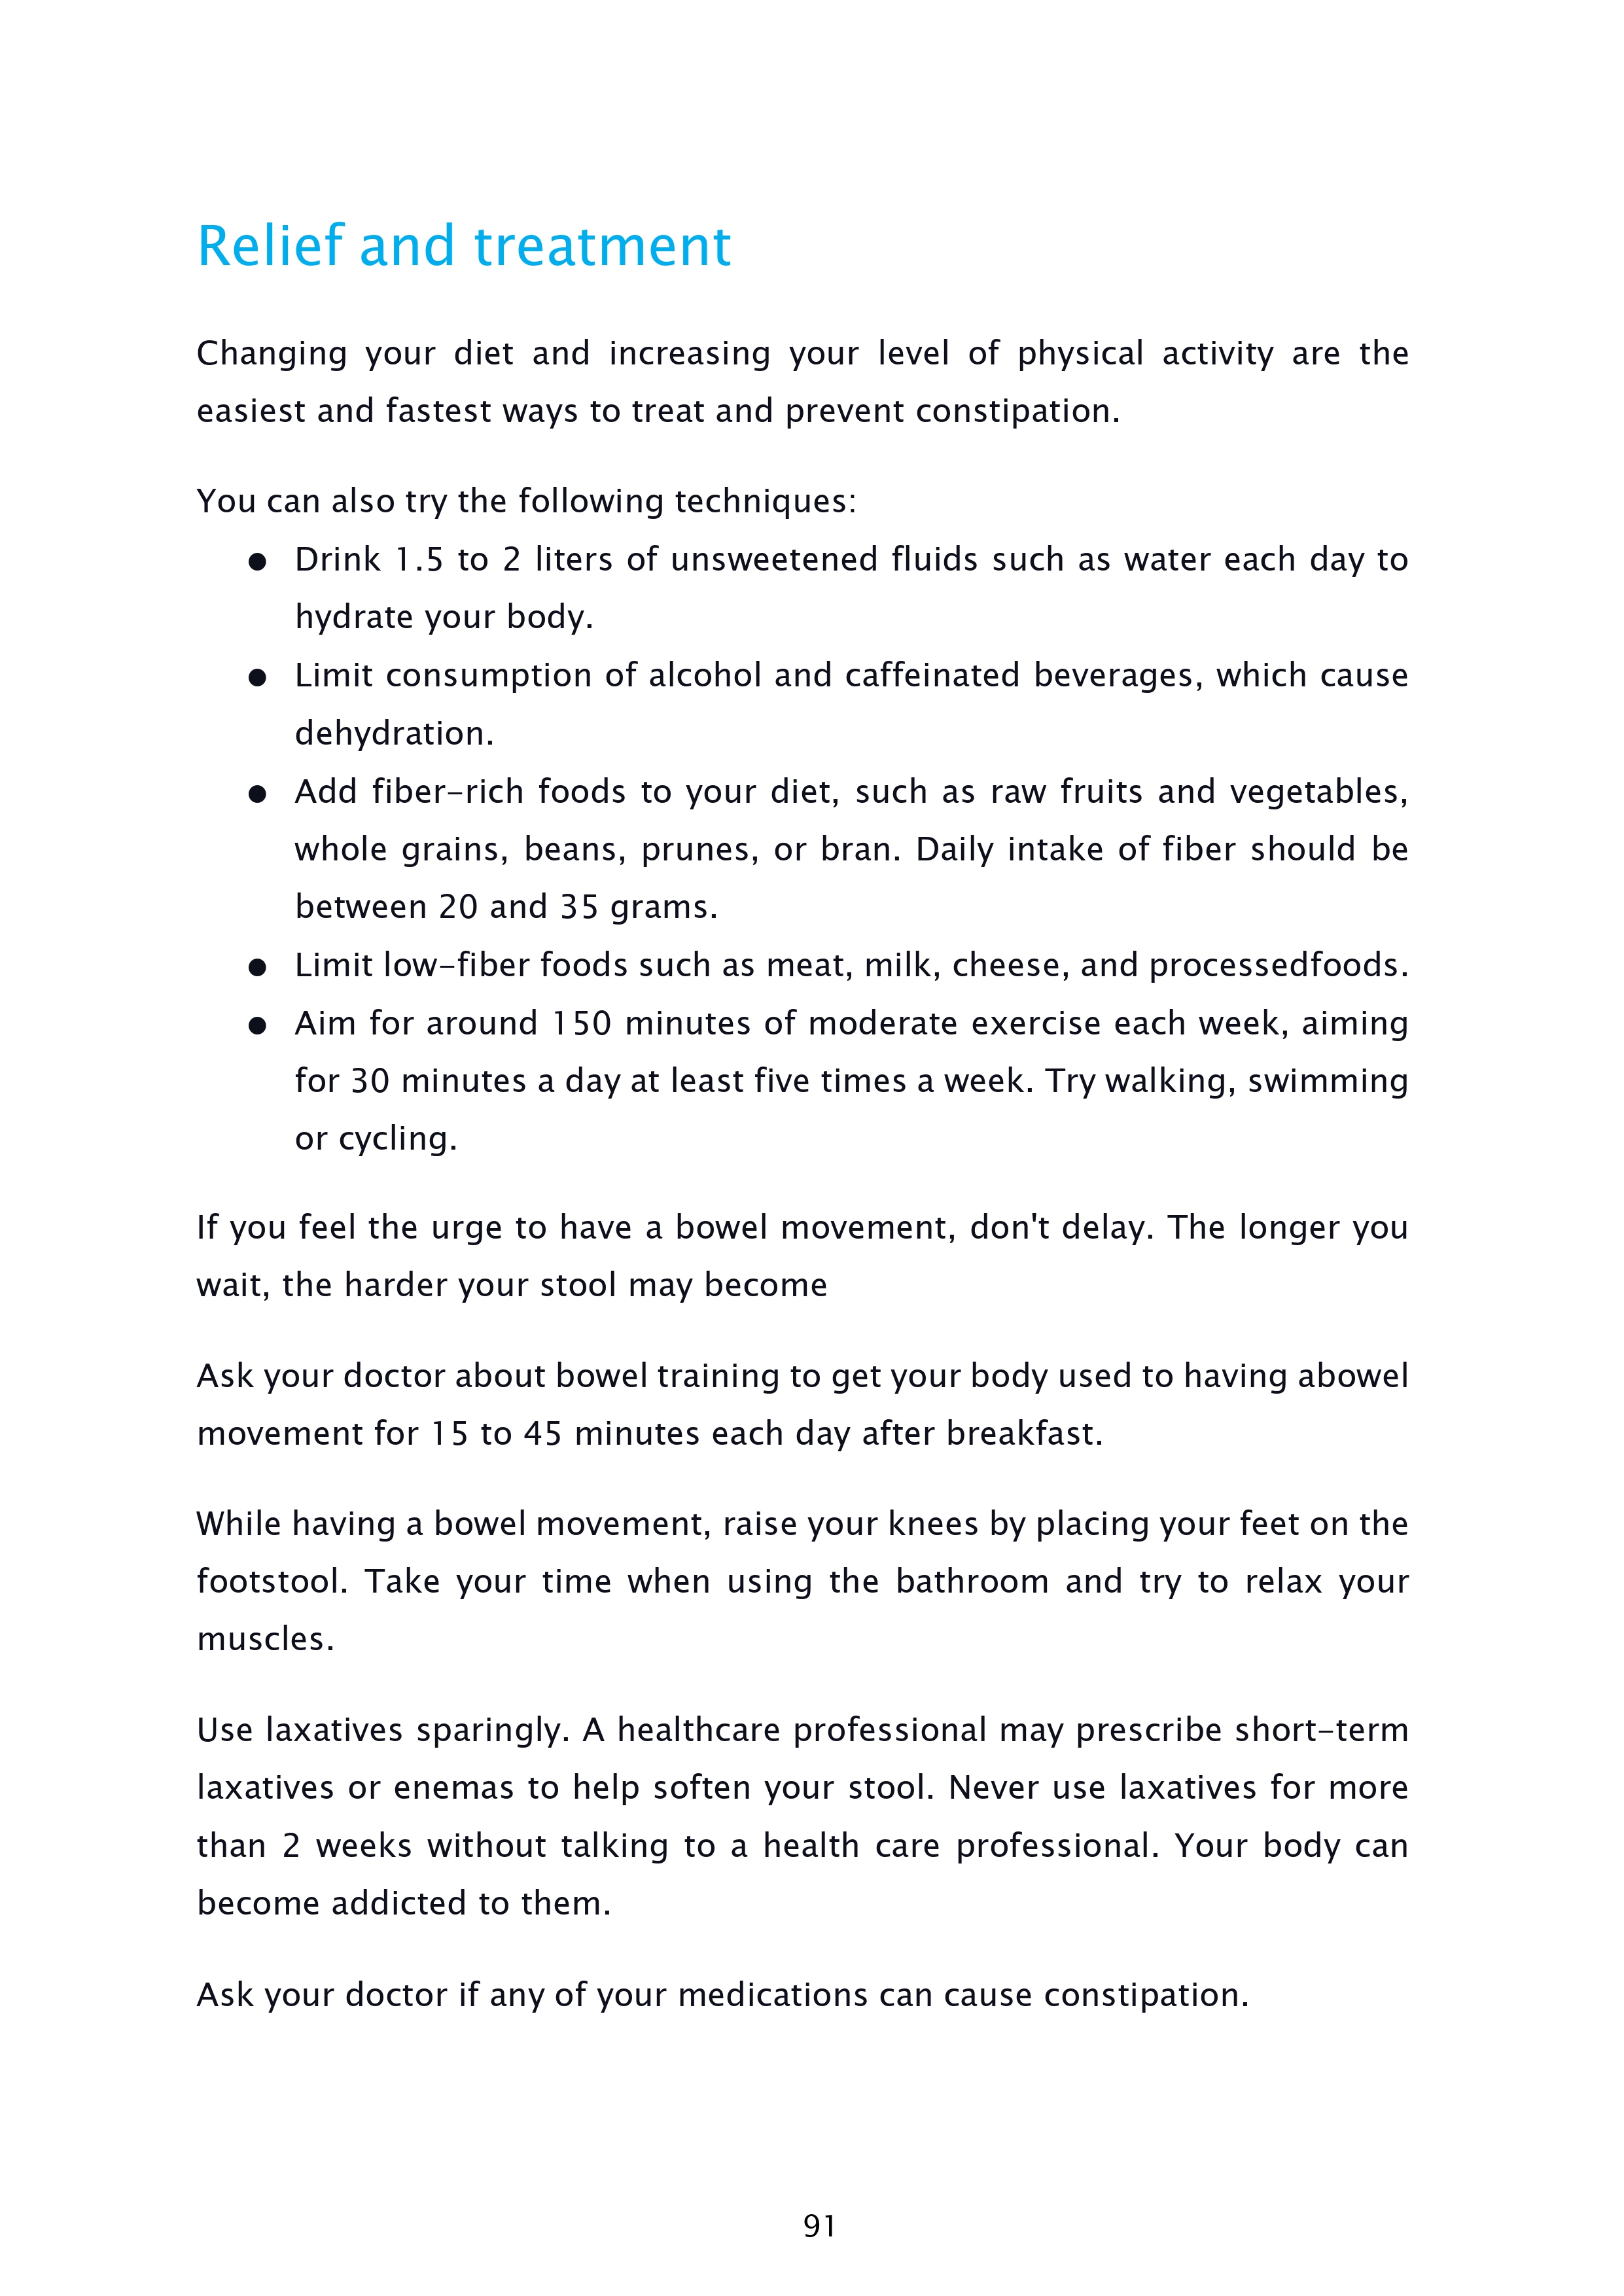 Relief and treatment
Changing your diet and increasing your level of physical activity are the
easiest and fastest ways to treat and prevent constipation.
You can also try the following techniques:
● Drink 1.5 to 2 liters of unsweetened fluids such as water each day to
hydrate your body.
● Limit consumption of alcohol and caffeinated beverages, which cause
dehydration.
● Add fiber-rich foods to your diet, such as raw fruits and vegetables,
whole grains, beans, prunes, or bran. Daily intake of fiber should be
between 20 and 35 grams.
● Limit low-fiber foods such as meat, milk, cheese, and processedfoods.
● Aim for around 150 minutes of moderate exercise each week, aiming
for 30 minutes a day at least five times a week. Try walking, swimming
or cycling.
If you feel the urge to have a bowel movement, don't delay. The longer you
wait, the harder your stool may become
Ask your doctor about bowel training to get your body used to having abowel
movement for 15 to 45 minutes each day after breakfast.
While having a bowel movement, raise your knees by placing your feet on the
footstool. Take your time when using the bathroom and try to relax your
muscles.
Use laxatives sparingly. A healthcare professional may prescribe short-term
laxatives or enemas to help soften your stool. Never use laxatives for more
than 2 weeks without talking to a health care professional. Your body can
become addicted to them.
Ask your doctor if any of your medications can cause constipation.
91